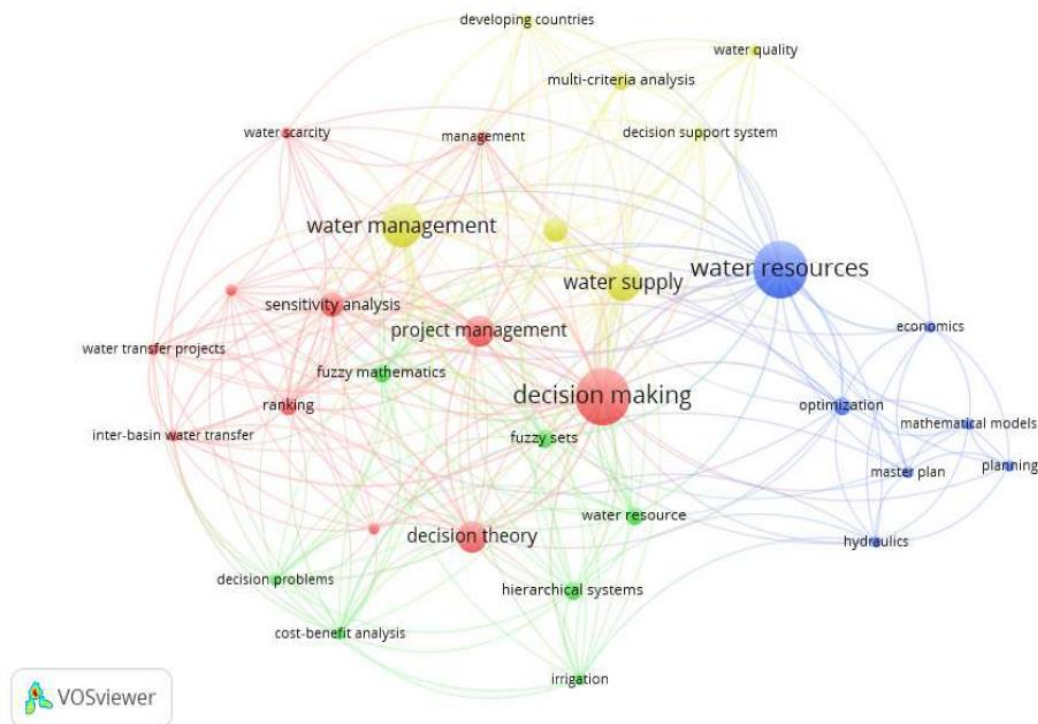 developing countries
water quality
multi-criteria analysis
water scarcity
management
decision support system
water management
water resources
water supply
sensitivity analysis
project management
economics
water transfer projects
fuzzy mathematics
decision making
ranking
optimization
mathematical models
inter-basin water transfer
fuzzy sets
planning
master plan
water resource
decision theory
hydraulics
decision problems
hierarchical systems
cost-benefit analysis
irrigation
VOSviewer